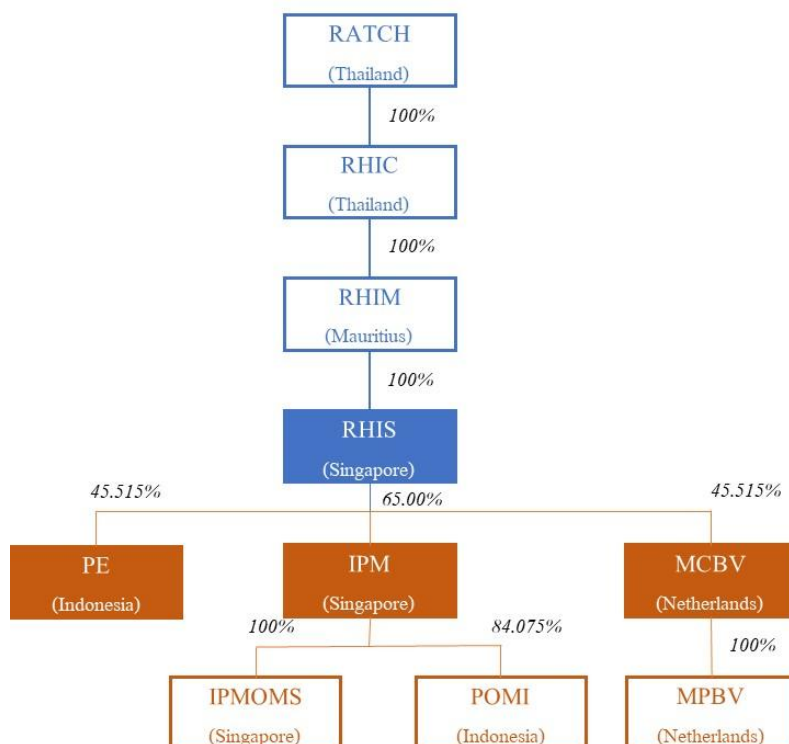 RATCH
(Thailand)
100%
RHIC
(Thailand)
100%
RHIM
(Mauritius)
100%
RHIS
(Singapore)
45.515%
65.00%
45.515%
PE
(Indonesia)
IPM
(Singapore)
MCBV
(Netherlands)
100%
84.075%
100%
IPMOMS
(Singapore)
POMI
(Indonesia)
MPBV
(Netherlands)